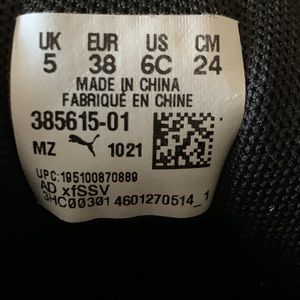 UK EUR US CM
5 38 6C 24
MADE IN CHINA
FABRIQUÉ EN CHINE
385615-01
MZ 1021
UPC:195100870889
AD xfSSV
3HC00301 4601270514_1